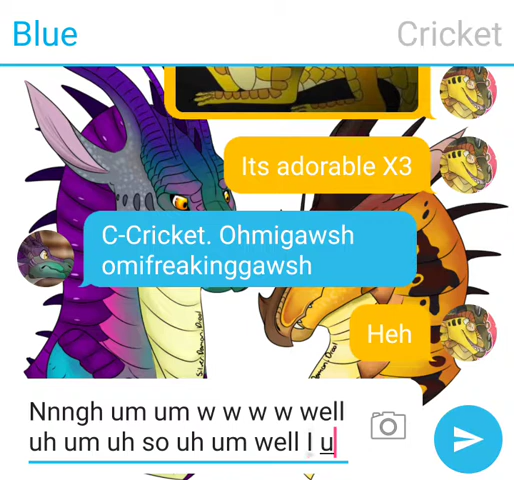 Blue
Cricket
Its adorable X3
C-Cricket. Ohmigawsh
omifreakinggawsh
Heh
Nnngh um um w w w w well
uh um uh so uh um well I u